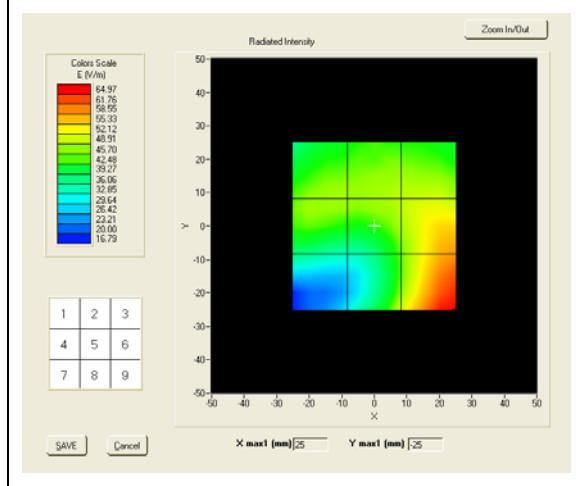 Zoom In/Out
Radiated Intensity
Colors Scale
E (V/m)
64.97
61.76
58.55
55.33
52.12
48.91
45.70
42.48
39.27
36.06
32.85
29.64
26.42
23.21
20.00
16.79
50-
40-
30-
20-
10-
0-
-10-
-20-
-30-
-40-
-50-
Y
-50 -40 -30 -20 -10 0 10 20 30 40 50
X
1 2 3
4 5 6
7 8 9
SAVE Cancel
X max1 (mm) 25 Y max1 (mm) -25